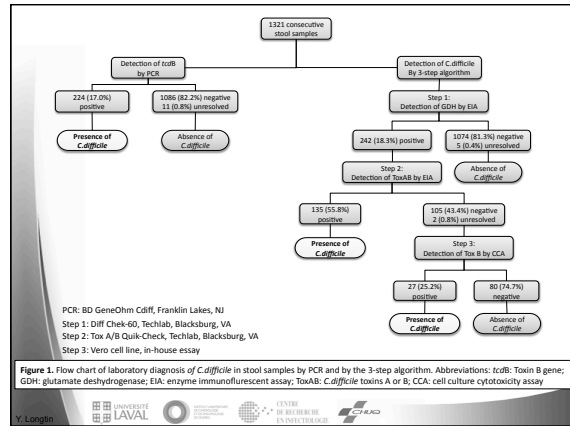 1321 consecutive
stool samples
Detection of tcdB
by PCR
Detection of C.difficile
By 3-step algorithm
224 (17.0%)
positive
1086 (82.2%) negative
11 (0.8%) unresolved
Step 1:
Detection of GDH by EIA
Presence of
C.difficile
Absence of
C.difficile
242 (18.3%) positive
1074 (81.3%) negative
5 (0.4%) unresolved
Step 2:
Detection of ToxAB by EIA
Absence of
C.difficile
135 (55.8%)
positive
105 (43.4%) negative
2 (0.8%) unresolved
Presence of
C.difficile
Step 3:
Detection of Tox B by CCA
27 (25.2%)
positive
80 (74.7%)
negative
Presence of
C.difficile
Absence of
C.difficile
PCR: BD GeneOhm Cdiff, Franklin Lakes, NJ
Step 1: Diff Chek-60, Techlab, Blacksburg, VA
Step 2: Tox A/B Quik-Check, Techlab, Blacksburg, VA
Step 3: Vero cell line, in-house essay
Figure 1. Flow chart of laboratory diagnosis of C.difficile in stool samples by PCR and by the 3-step algorithm. Abbreviations: tcdB: Toxin B gene;
GDH: glutamate deshydrogenase; EIA: enzyme immunoflurescent assay; ToxAB: C.difficile toxins A or B; CCA: cell culture cytotoxicity assay
Y. Longtin
UNIVERSITÉ
LAVAL
CENTRE
DE RECHERCHE
EN INFECTIOLOGIE
CHUQ